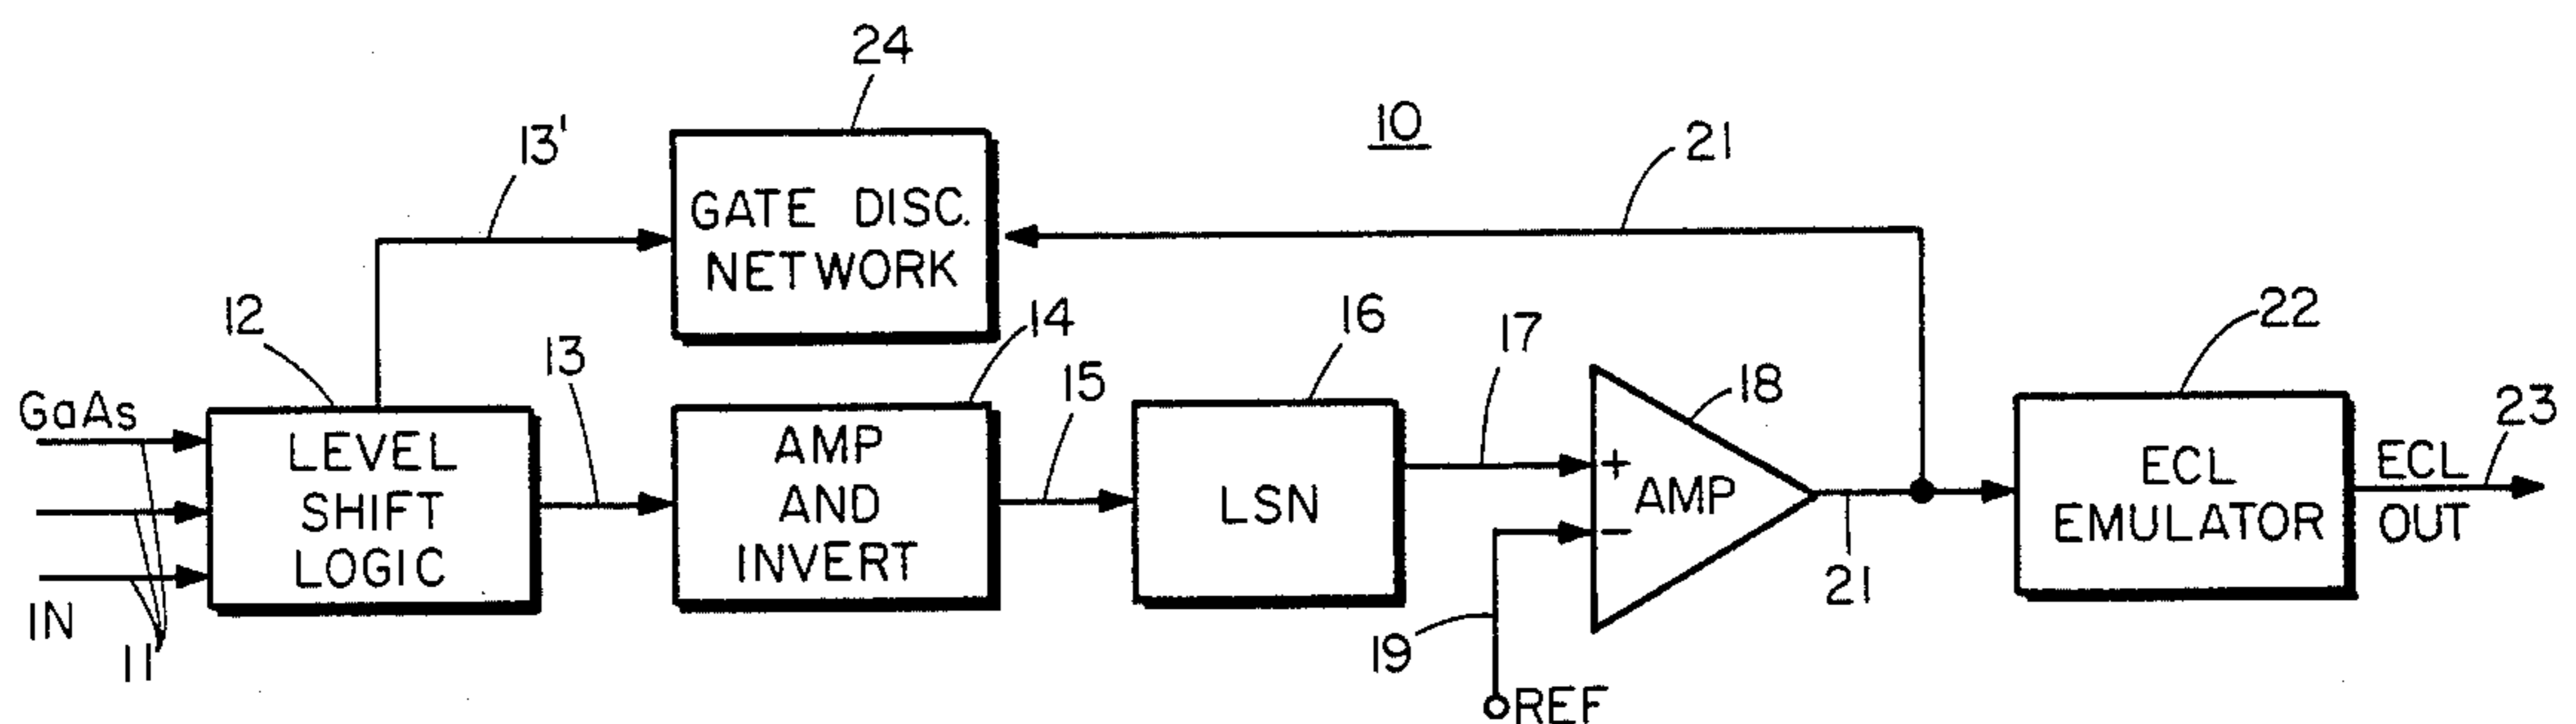 24
10
13'
21
GATE DISC.
NETWORK
12
13
14
15
16
17
18
22
23
GaAs
IN
11
LEVEL
SHIFT
LOGIC
AMP
AND
INVERT
LSN
+
AMP
−
19
REF
21
ECL
EMULATOR
ECL
OUT